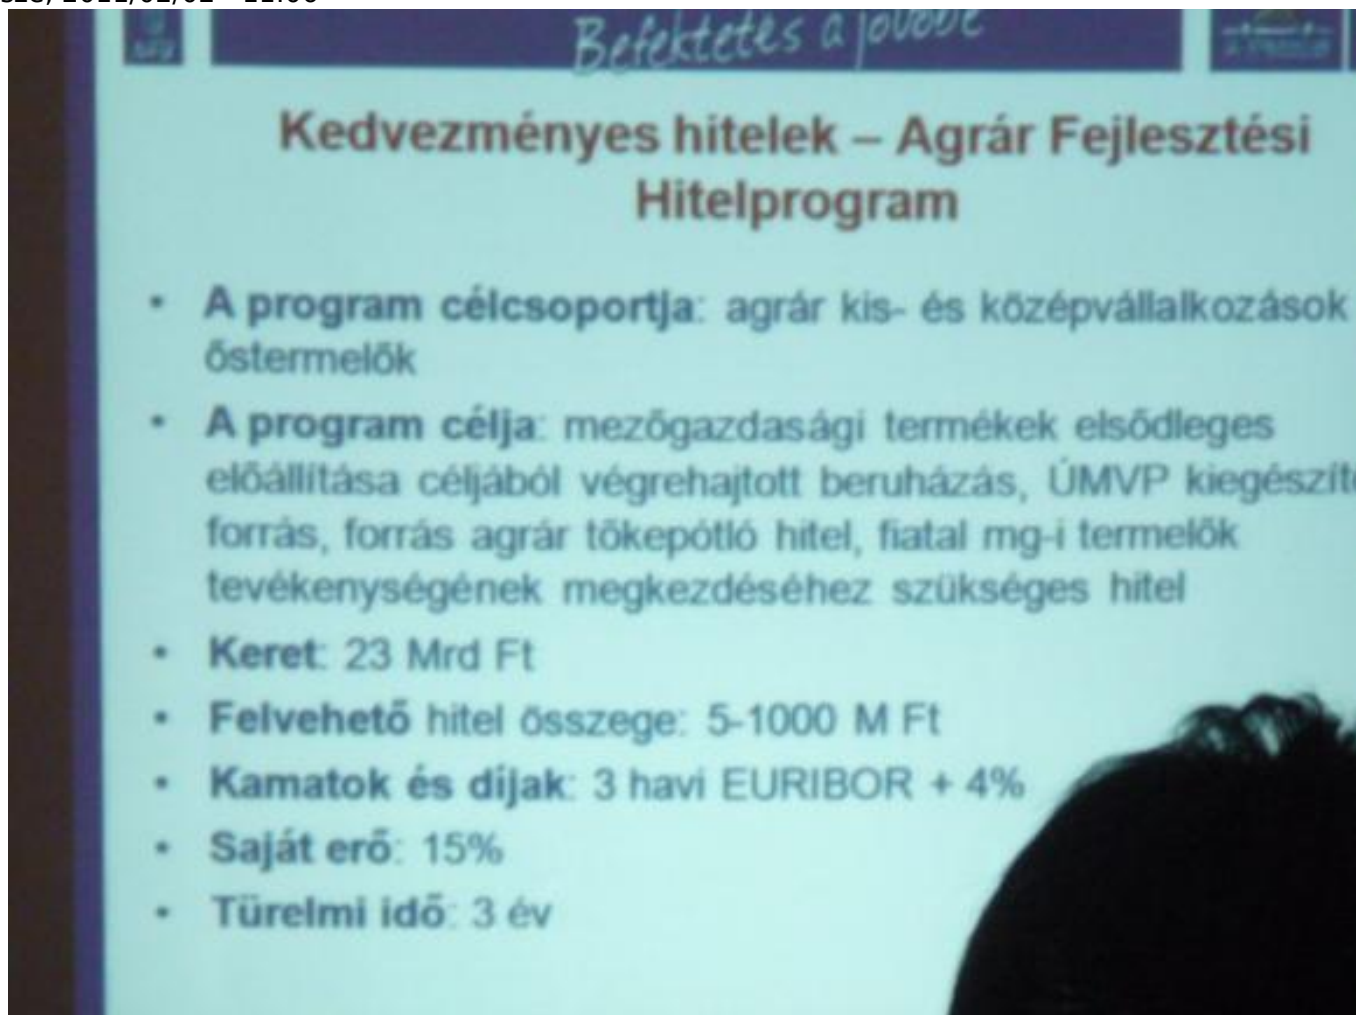 Befektetés a jövőbe
Kedvezményes hitelek – Agrár Fejlesztési
Hitelprogram
• A program célcsoportja: agrár kis- és középvállalkozások
őstermelők
• A program célja: mezőgazdasági termékek elsődleges
előállítása céljából végrehajtott beruházás, ÚMVP kiegészít
forrás, forrás agrár tőkepótló hitel, fiatal mg-i termelők
tevékenységének megkezdéséhez szükséges hitel
• Keret: 23 Mrd Ft
• Felvehető hitel összege: 5-1000 M Ft
• Kamatok és díjak: 3 havi EURIBOR + 4%
• Saját erő: 15%
• Türelmi idő: 3 év